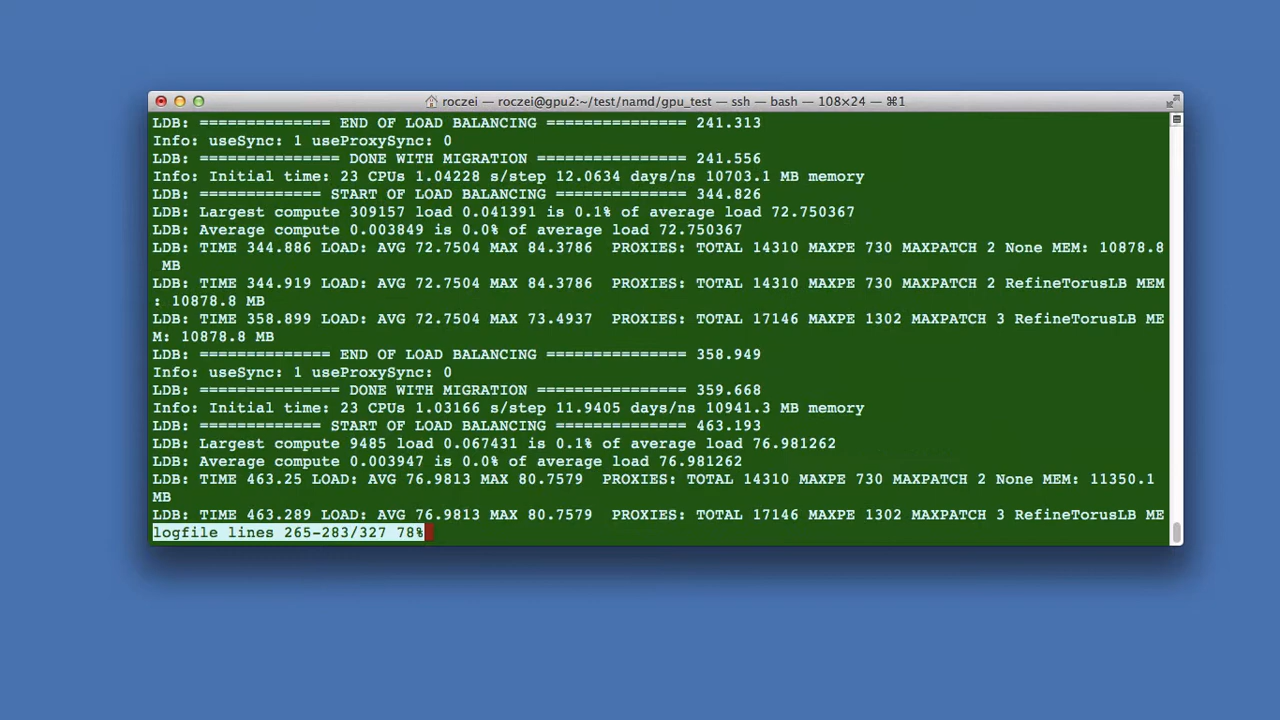 roczei — roczei@gpu2:~/test/namd/gpu_test — ssh — bash — 108×24 — ⌘1
LDB: ============== END OF LOAD BALANCING =============== 241.313
Info: useSync: 1 useProxySync: 0
LDB: =============== DONE WITH MIGRATION ================ 241.556
Info: Initial time: 23 CPUs 1.04228 s/step 12.0634 days/ns 10703.1 MB memory
LDB: ============= START OF LOAD BALANCING ============== 344.826
LDB: Largest compute 309157 load 0.041391 is 0.1% of average load 72.750367
LDB: Average compute 0.003849 is 0.0% of average load 72.750367
LDB: TIME 344.886 LOAD: AVG 72.7504 MAX 84.3786  PROXIES: TOTAL 14310 MAXPE 730 MAXPATCH 2 None MEM: 10878.8
 MB
LDB: TIME 344.919 LOAD: AVG 72.7504 MAX 84.3786  PROXIES: TOTAL 14310 MAXPE 730 MAXPATCH 2 RefineTorusLB MEM
: 10878.8 MB
LDB: TIME 358.899 LOAD: AVG 72.7504 MAX 73.4937  PROXIES: TOTAL 17146 MAXPE 1302 MAXPATCH 3 RefineTorusLB ME
M: 10878.8 MB
LDB: ============== END OF LOAD BALANCING =============== 358.949
Info: useSync: 1 useProxySync: 0
LDB: =============== DONE WITH MIGRATION ================ 359.668
Info: Initial time: 23 CPUs 1.03166 s/step 11.9405 days/ns 10941.3 MB memory
LDB: ============= START OF LOAD BALANCING ============== 463.193
LDB: Largest compute 9485 load 0.067431 is 0.1% of average load 76.981262
LDB: Average compute 0.003947 is 0.0% of average load 76.981262
LDB: TIME 463.25 LOAD: AVG 76.9813 MAX 80.7579  PROXIES: TOTAL 14310 MAXPE 730 MAXPATCH 2 None MEM: 11350.1
MB
LDB: TIME 463.289 LOAD: AVG 76.9813 MAX 80.7579  PROXIES: TOTAL 17146 MAXPE 1302 MAXPATCH 3 RefineTorusLB ME
logfile lines 265-283/327 78%